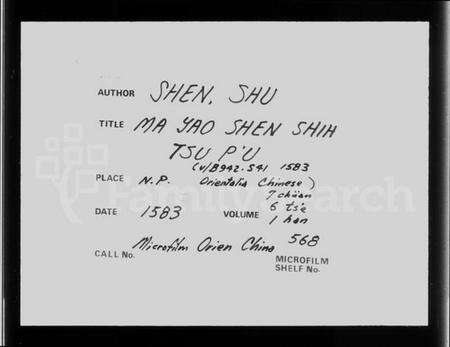 AUTHOR SHEN, SHU
TITLE MA YAO SHEN SHIH
TSU P'U
(V/B942.S41 1583
PLACE N.P. Orientalia Chinese)
7 chüan
6 ts'e
DATE 1583 VOLUME 1 han
CALL No. Microfilm Orien China 568
MICROFILM
SHELF No.
FamilySearch